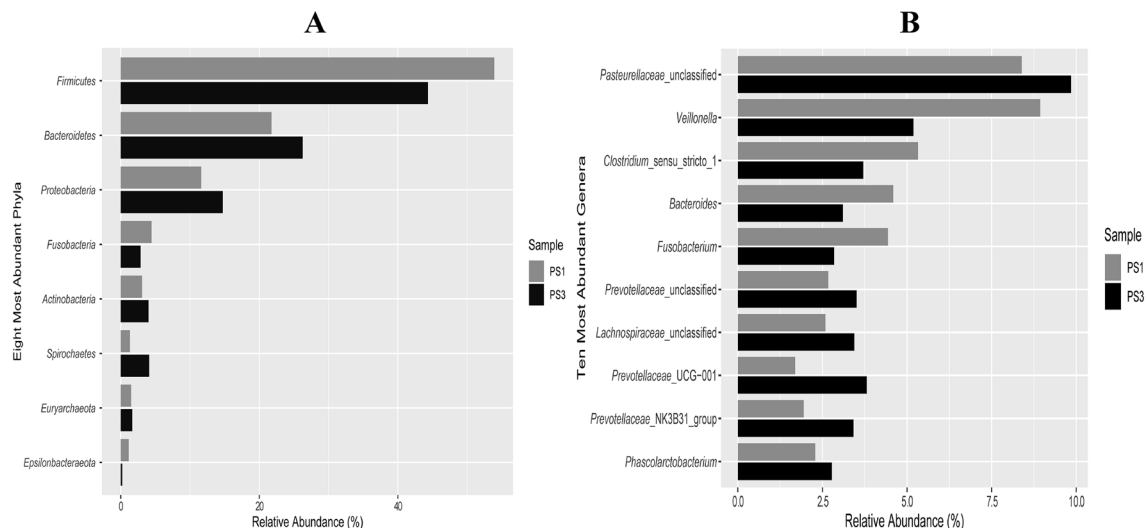 A
Eight Most Abundant Phyla
Firmicutes
Bacteroidetes
Proteobacteria
Fusobacteria
Actinobacteria
Spirochaetes
Euryarchaeota
Epsilonbacteraeota
0
20
40
Relative Abundance (%)
Sample
PS1
PS3
B
Ten Most Abundant Genera
Pasteurellaceae_unclassified
Veillonella
Clostridium_sensu_stricto_1
Bacteroides
Fusobacterium
Prevotellaceae_unclassified
Lachnospiraceae_unclassified
Prevotellaceae_UCG−001
Prevotellaceae_NK3B31_group
Phascolarctobacterium
0.0
2.5
5.0
7.5
10.0
Relative Abundance (%)
Sample
PS1
PS3